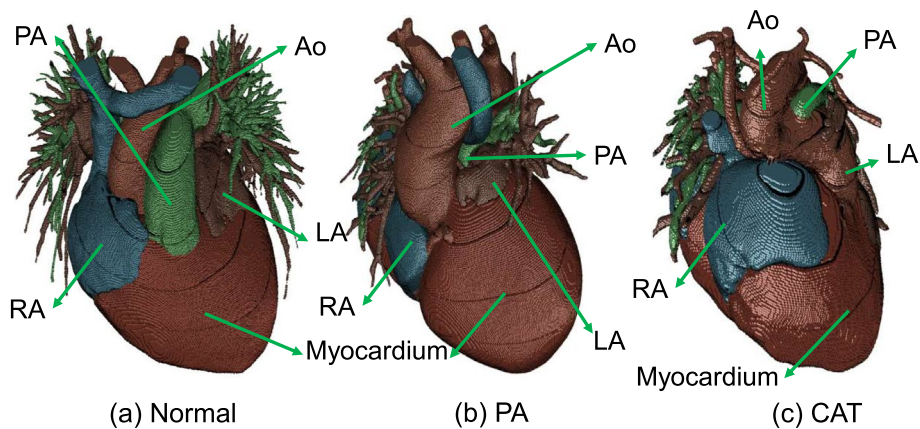 PA
Ao
LA
RA
Myocardium
(a) Normal
Ao
PA
RA
LA
(b) PA
Ao
PA
LA
RA
Myocardium
(c) CAT